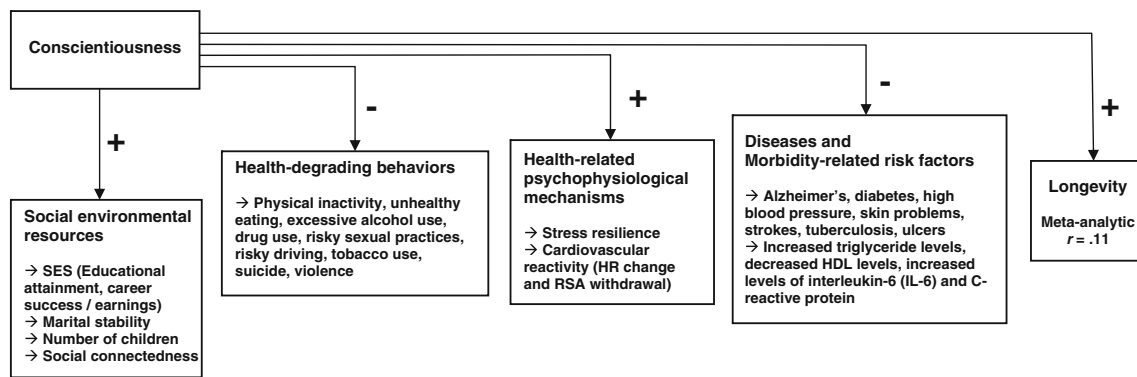 Conscientiousness
+
-
+
-
+
Social environmental
resources
→ SES (Educational
attainment, career
success / earnings)
→ Marital stability
→ Number of children
→ Social connectedness
Health-degrading behaviors
→ Physical inactivity, unhealthy
eating, excessive alcohol use,
drug use, risky sexual practices,
risky driving, tobacco use,
suicide, violence
Health-related
psychophysiological
mechanisms
→ Stress resilience
→ Cardiovascular
reactivity (HR change
and RSA withdrawal)
Diseases and
Morbidity-related risk factors
→ Alzheimer's, diabetes, high
blood pressure, skin problems,
strokes, tuberculosis, ulcers
→ Increased triglyceride levels,
decreased HDL levels, increased
levels of interleukin-6 (IL-6) and C-
reactive protein
Longevity
Meta-analytic
r = .11